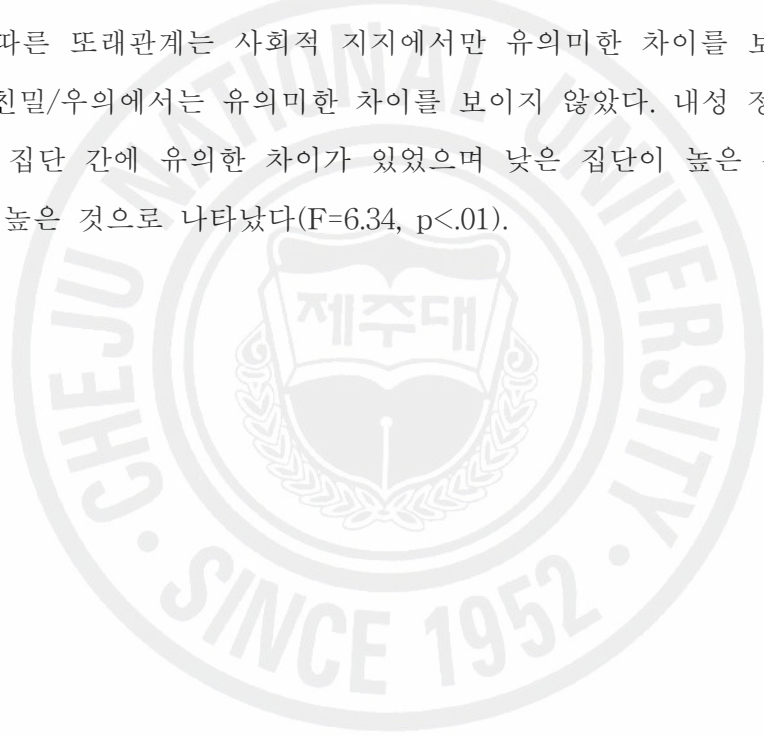 따른 또래관계는 사회적 지지에서만 유의미한 차이를
친밀/우의에서는 유의미한 차이를 보이지 않았다. 내성
집단 간에 유의한 차이가 있었으며 낮은 집단이 높은
높은 것으로 나타났다(F=6.34, p<.01).
CHEJU NATIONAL UNIVERSITY
제주대
SINCE 1952